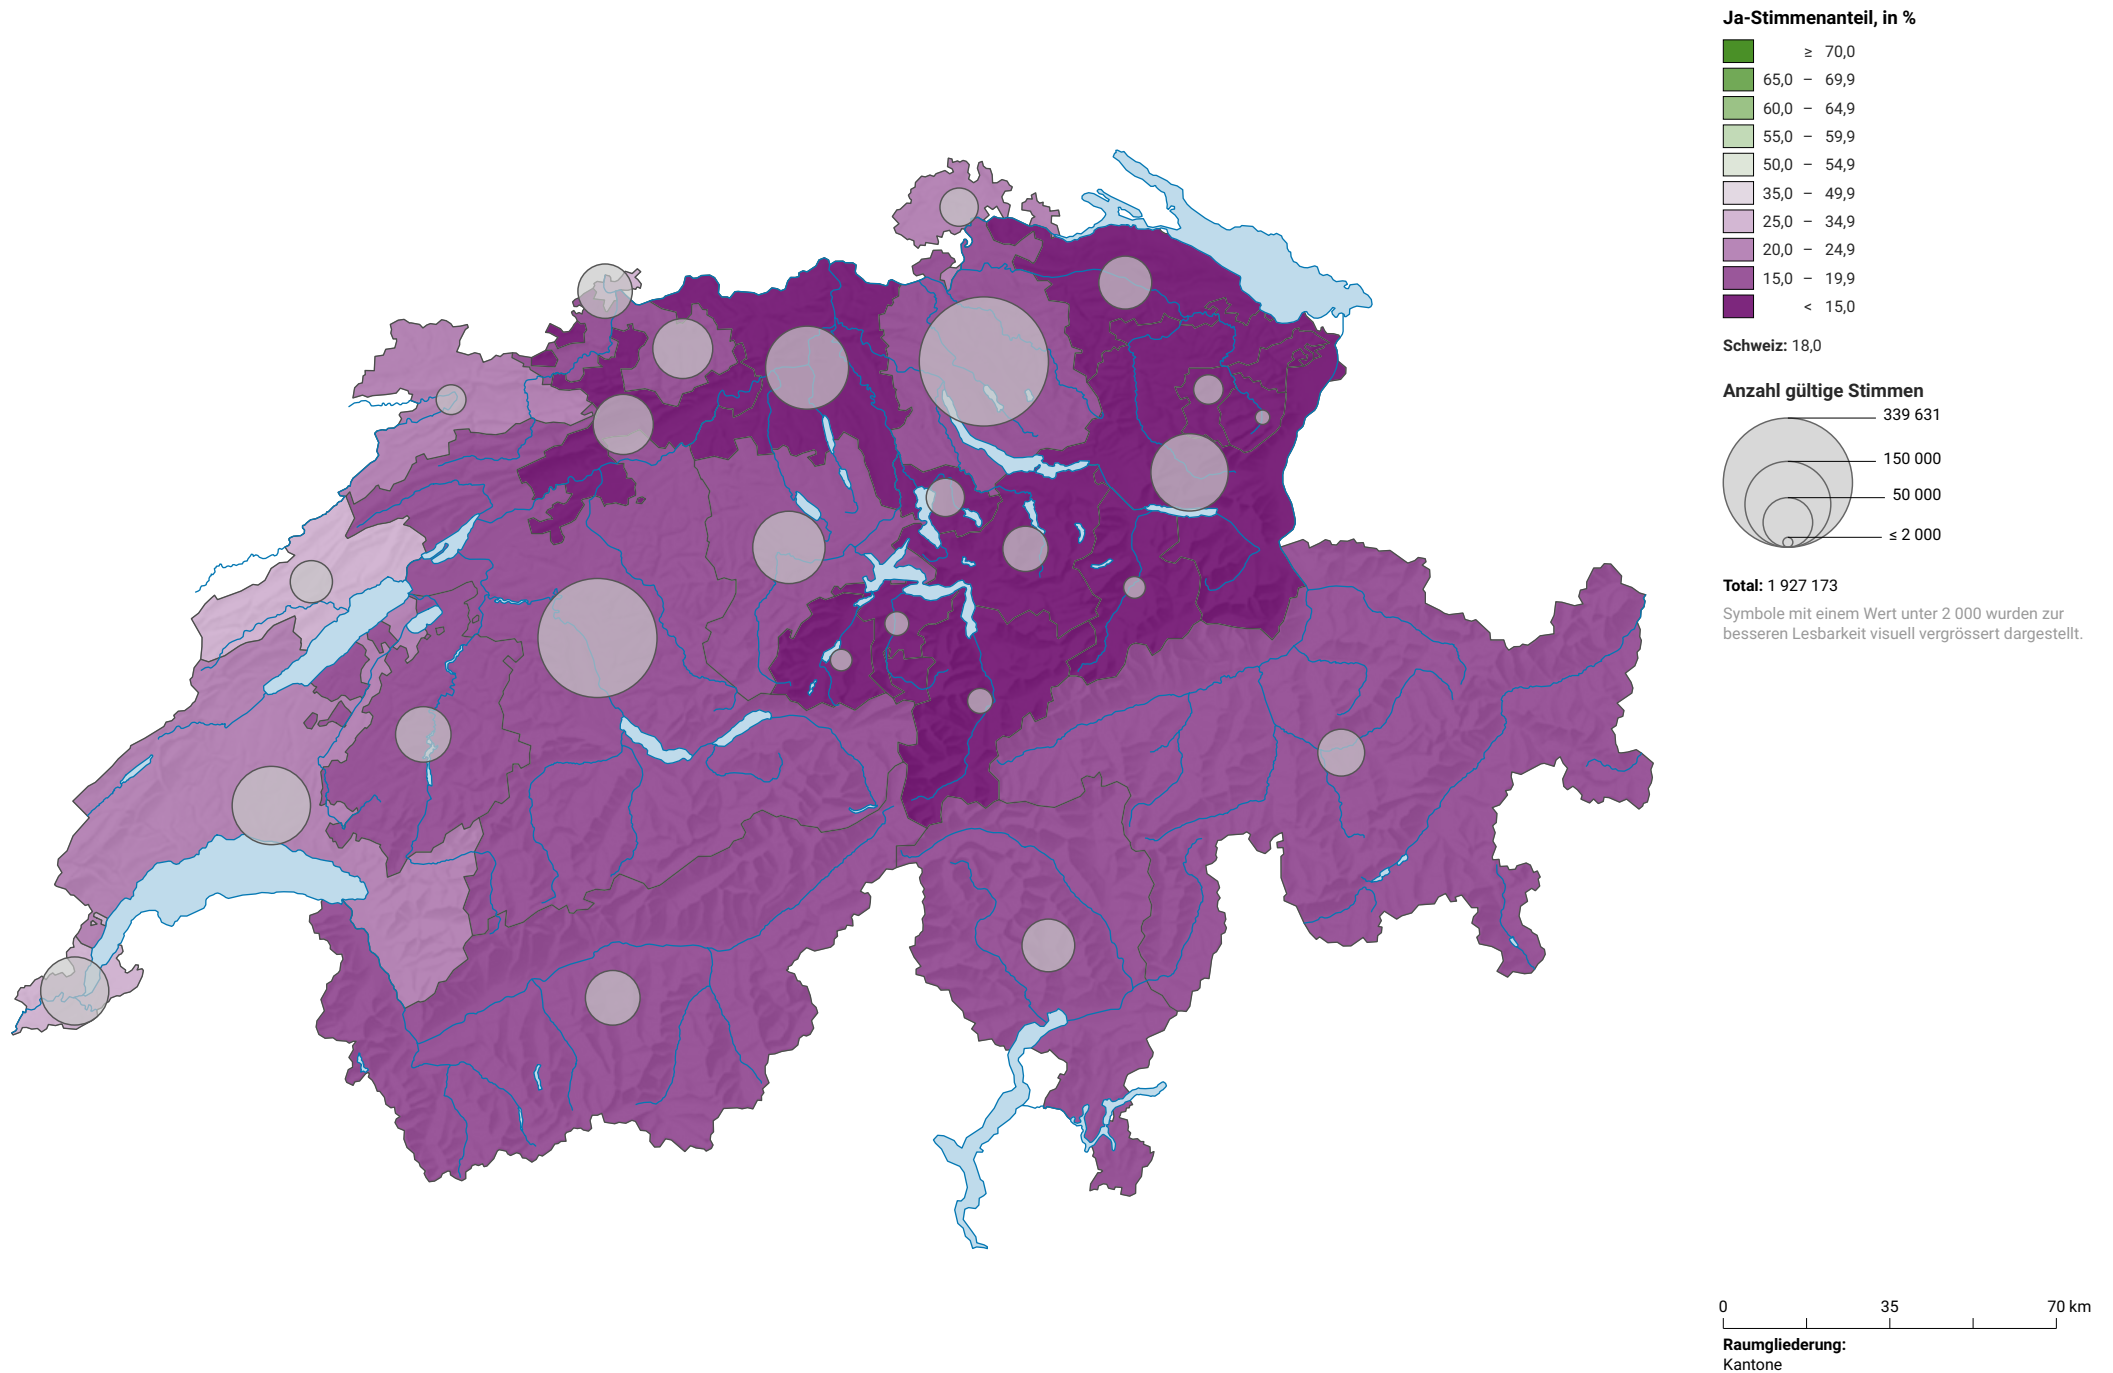 Ja-Stimmenanteil, in %
≥ 70,0
65,0 – 69,9
60,0 – 64,9
55,0 – 59,9
50,0 – 54,9
35,0 – 49,9
25,0 – 34,9
20,0 – 24,9
15,0 – 19,9
< 15,0
Schweiz: 18,0
Anzahl gültige Stimmen
339 631
150 000
50 000
≤ 2 000
Total: 1 927 173
Symbole mit einem Wert unter 2 000 wurden zur
besseren Lesbarkeit visuell vergrössert dargestellt.
0 35 70 km
Raumgliederung:
Kantone